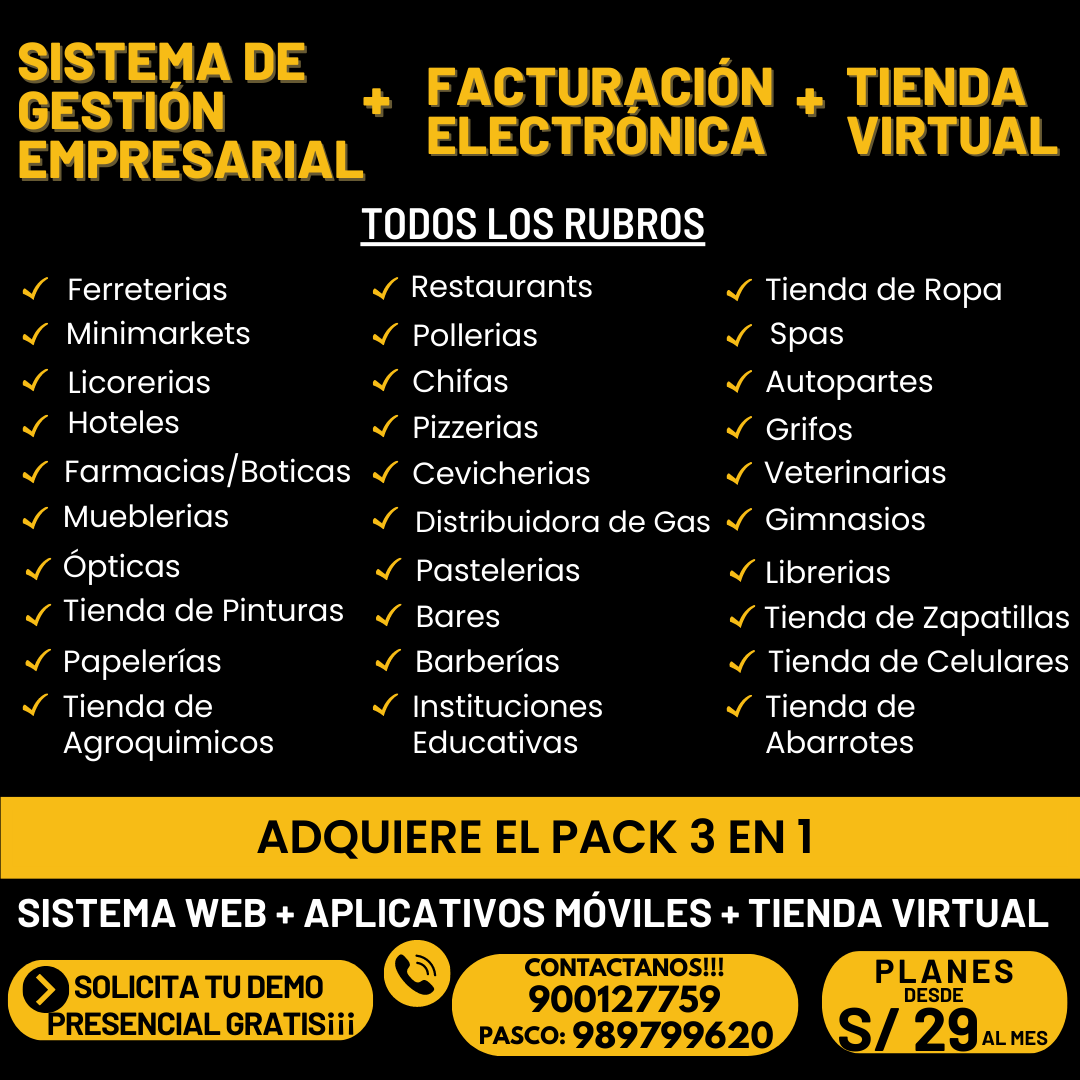 SISTEMA DE
GESTIÓN
EMPRESARIAL
+
FACTURACIÓN
ELECTRÓNICA
+
TIENDA
VIRTUAL
TODOS LOS RUBROS
Ferreterias
Minimarkets
Licorerias
Hoteles
Farmacias/Boticas
Mueblerias
Ópticas
Tienda de Pinturas
Papelerías
Tienda de
Agroquimicos
Restaurants
Pollerias
Chifas
Pizzerias
Cevicherias
Distribuidora de Gas
Pastelerias
Bares
Barberías
Instituciones
Educativas
Tienda de Ropa
Spas
Autopartes
Grifos
Veterinarias
Gimnasios
Librerias
Tienda de Zapatillas
Tienda de Celulares
Tienda de
Abarrotes
ADQUIERE EL PACK 3 EN 1
SISTEMA WEB + APLICATIVOS MÓVILES + TIENDA VIRTUAL
SOLICITA TU DEMO
PRESENCIAL GRATIS¡¡¡
CONTACTANOS!!!
900127759
PASCO: 989799620
PLANES
DESDE
S/ 29 AL MES